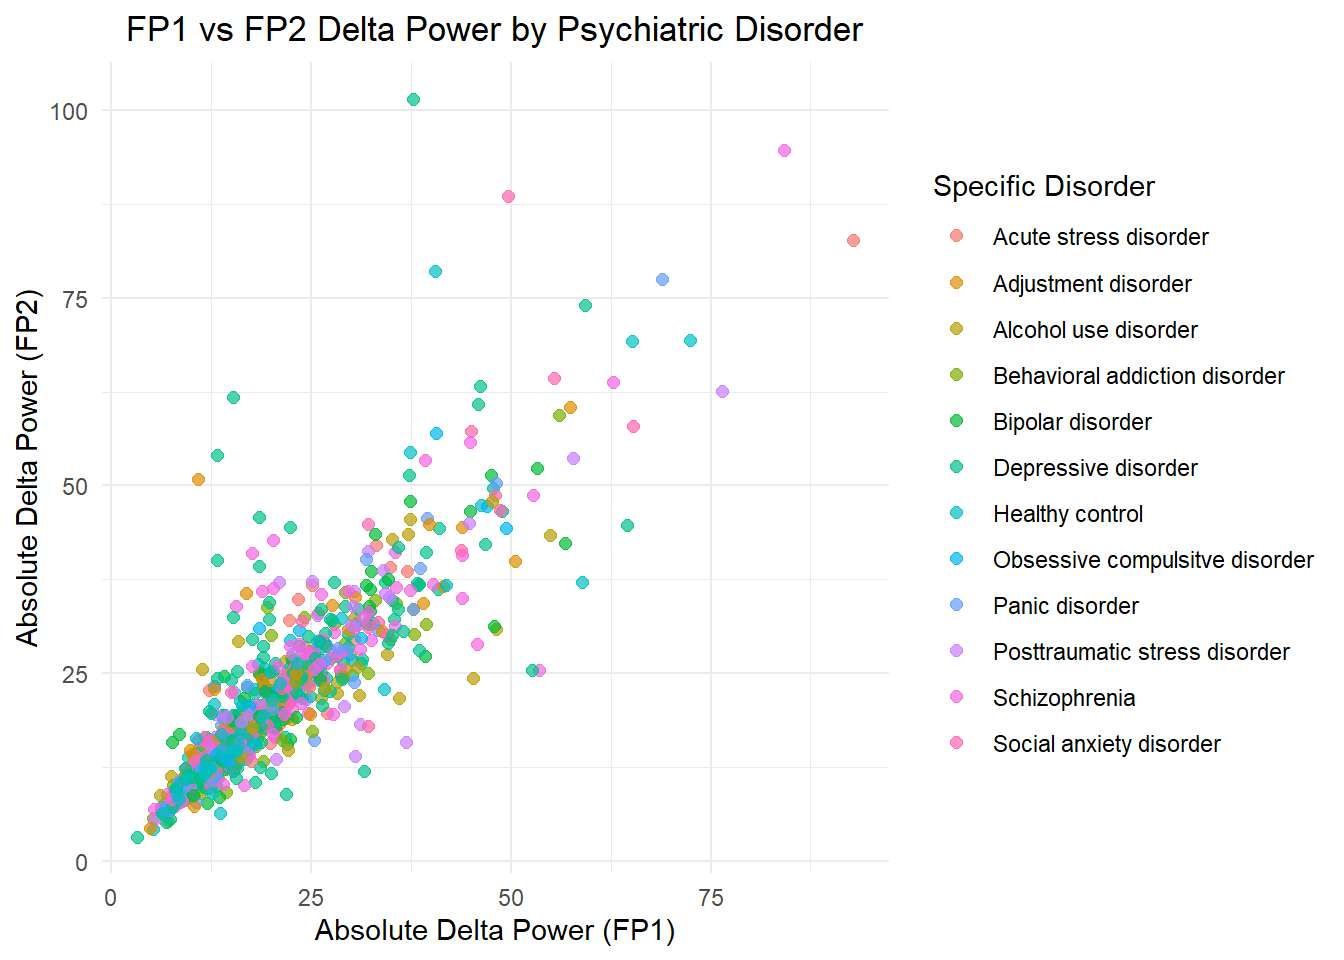 FP1 vs FP2 Delta Power by Psychiatric Disorder
Absolute Delta Power (FP2)
100
75
50
25
0
0 25 50 75
Absolute Delta Power (FP1)
Specific Disorder
Acute stress disorder
Adjustment disorder
Alcohol use disorder
Behavioral addiction disorder
Bipolar disorder
Depressive disorder
Healthy control
Obsessive compulsitve disorder
Panic disorder
Posttraumatic stress disorder
Schizophrenia
Social anxiety disorder